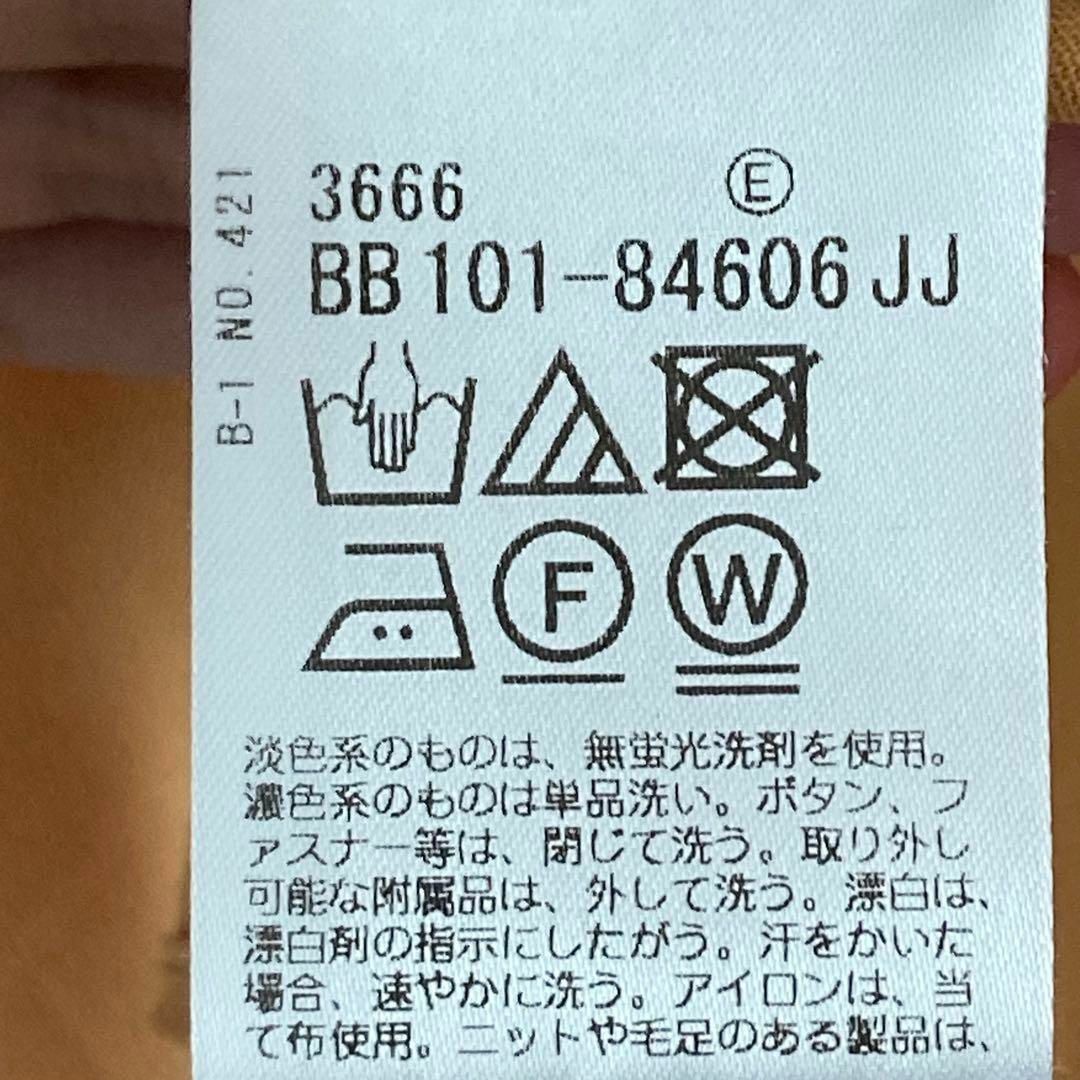 B-1 NO.421
3666 Ⓔ
BB101-84606JJ
F W
淡色系のものは、無蛍光洗剤を使用。
濃色系のものは単品洗い。ボタン、フ
ァスナー等は、閉じて洗う。取り外し
可能な附属品は、外して洗う。漂白は、
漂白剤の指示にしたがう。汗をかいた
場合、速やかに洗う。アイロンは、当
て布使用。ニットや毛足のある製品は、